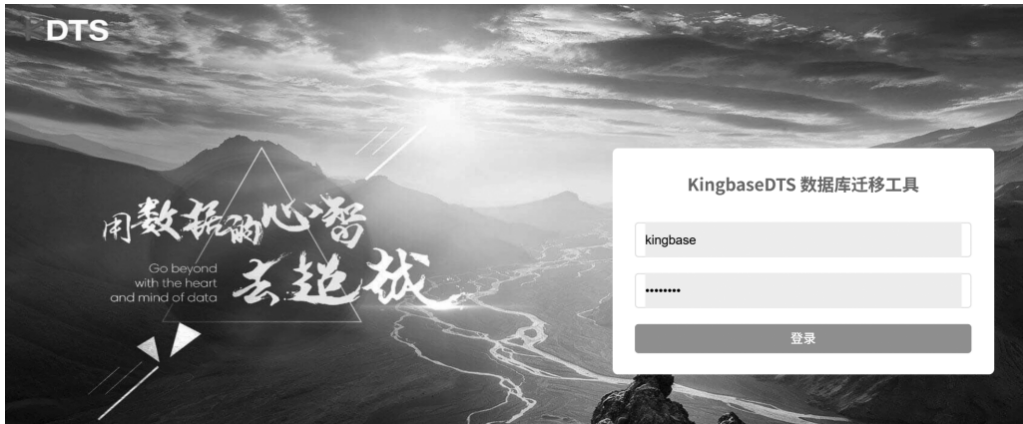 DTS
用数据的心智
去超越
Go beyond
with the heart
and mind of data
KingbaseDTS 数据库迁移工具
kingbase
••••••••
登录